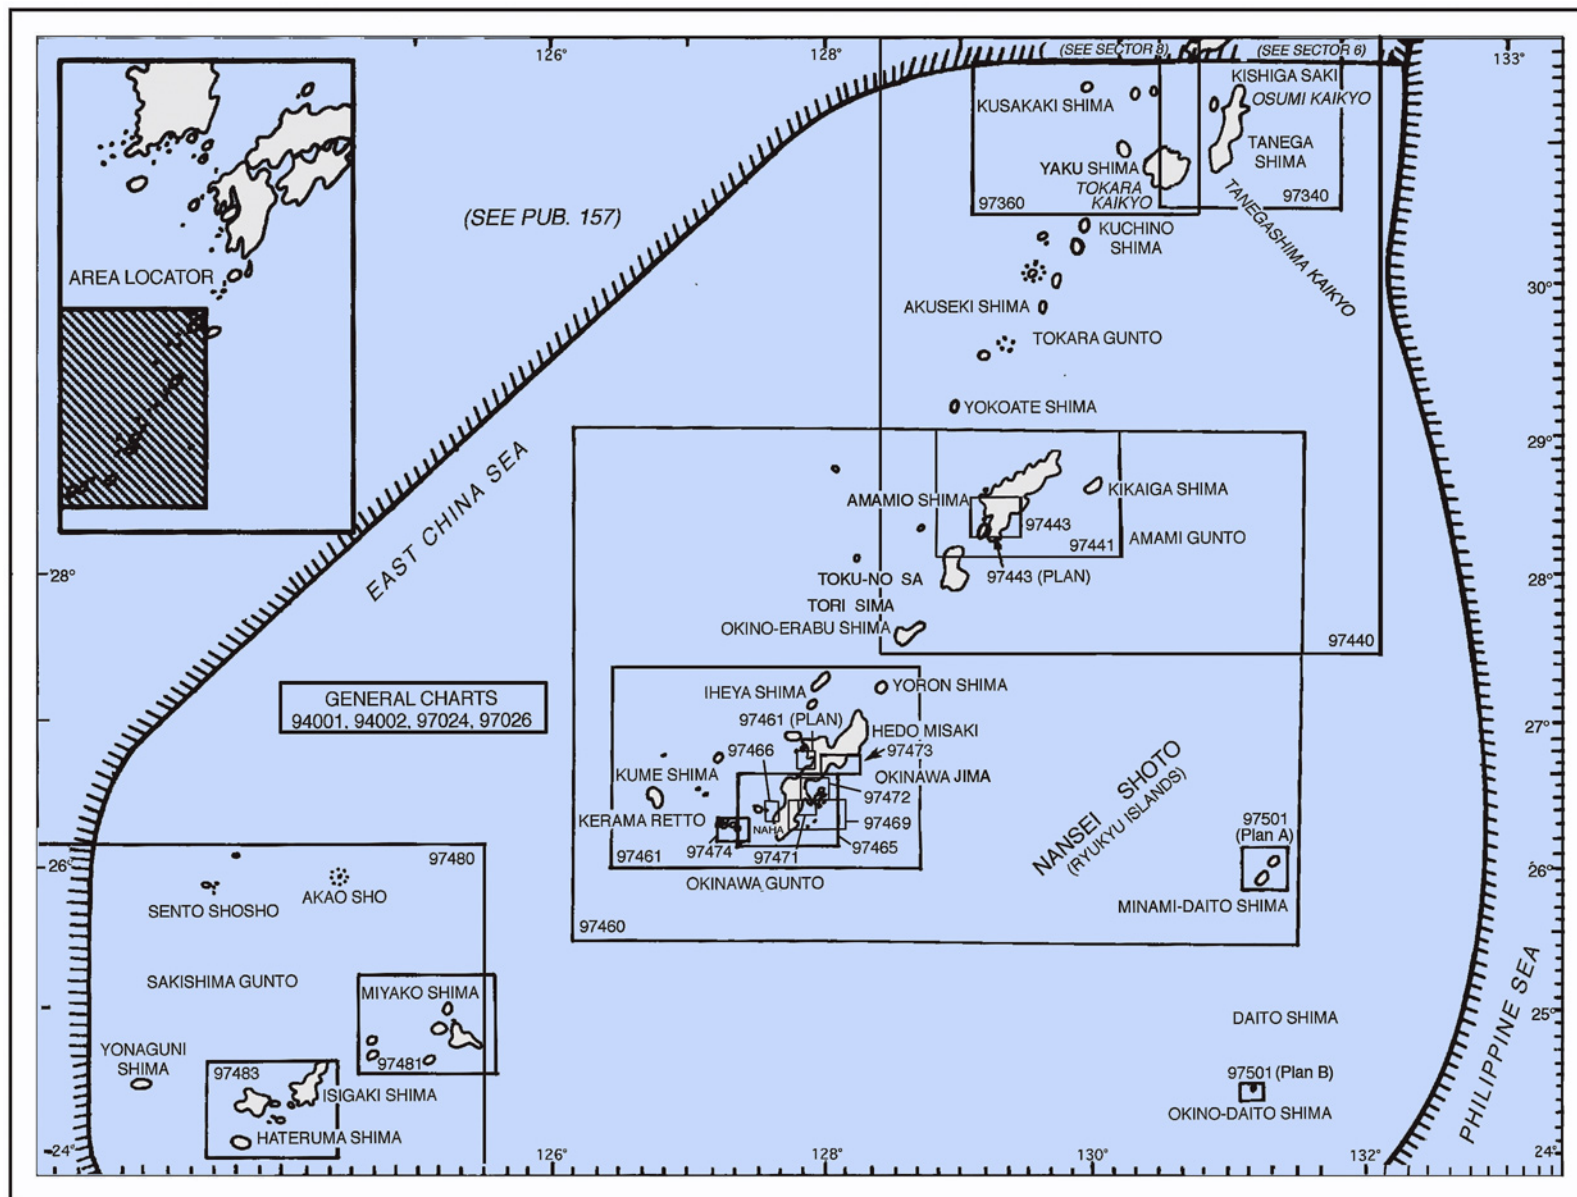 126°
128°
(SEE SECTOR 8)
(SEE SECTOR 6)
133°
KISHIGA SAKI
KUSAKAKI SHIMA
OSUMI KAIKYO
TANEGA
SHIMA
YAKU SHIMA
TOKARA
KAIKYO
97360
97340
TANEGASHIMA KAIKYO
(SEE PUB. 157)
KUCHINO
SHIMA
AREA LOCATOR
30°
AKUSEKI SHIMA
TOKARA GUNTO
YOKOATE SHIMA
29°
EAST CHINA SEA
AMAMIO SHIMA
KIKAIGA SHIMA
97443
97441
AMAMI GUNTO
97443 (PLAN)
28°
28°
TOKU-NO SA
TORI SIMA
OKINO-ERABU SHIMA
97440
GENERAL CHARTS
94001, 94002, 97024, 97026
IHEYA SHIMA
YORON SHIMA
97461 (PLAN)
HEDO MISAKI
27°
97466
97473
KUME SHIMA
OKINAWA JIMA
97472
KERAMA RETTO
NAHA
97469
97474
97471
97465
97461
OKINAWA GUNTO
NANSEI SHOTO
(RYUKYU ISLANDS)
97501
(Plan A)
MINAMI-DAITO SHIMA
97460
26°
26°
97480
SENTO SHOSHO
AKAO SHO
SAKISHIMA GUNTO
MIYAKO SHIMA
97481
25°
DAITO SHIMA
YONAGUNI
SHIMA
97483
ISIGAKI SHIMA
HATERUMA SHIMA
97501 (Plan B)
OKINO-DAITO SHIMA
PHILIPPINE SEA
24°
126°
128°
130°
132°
24°